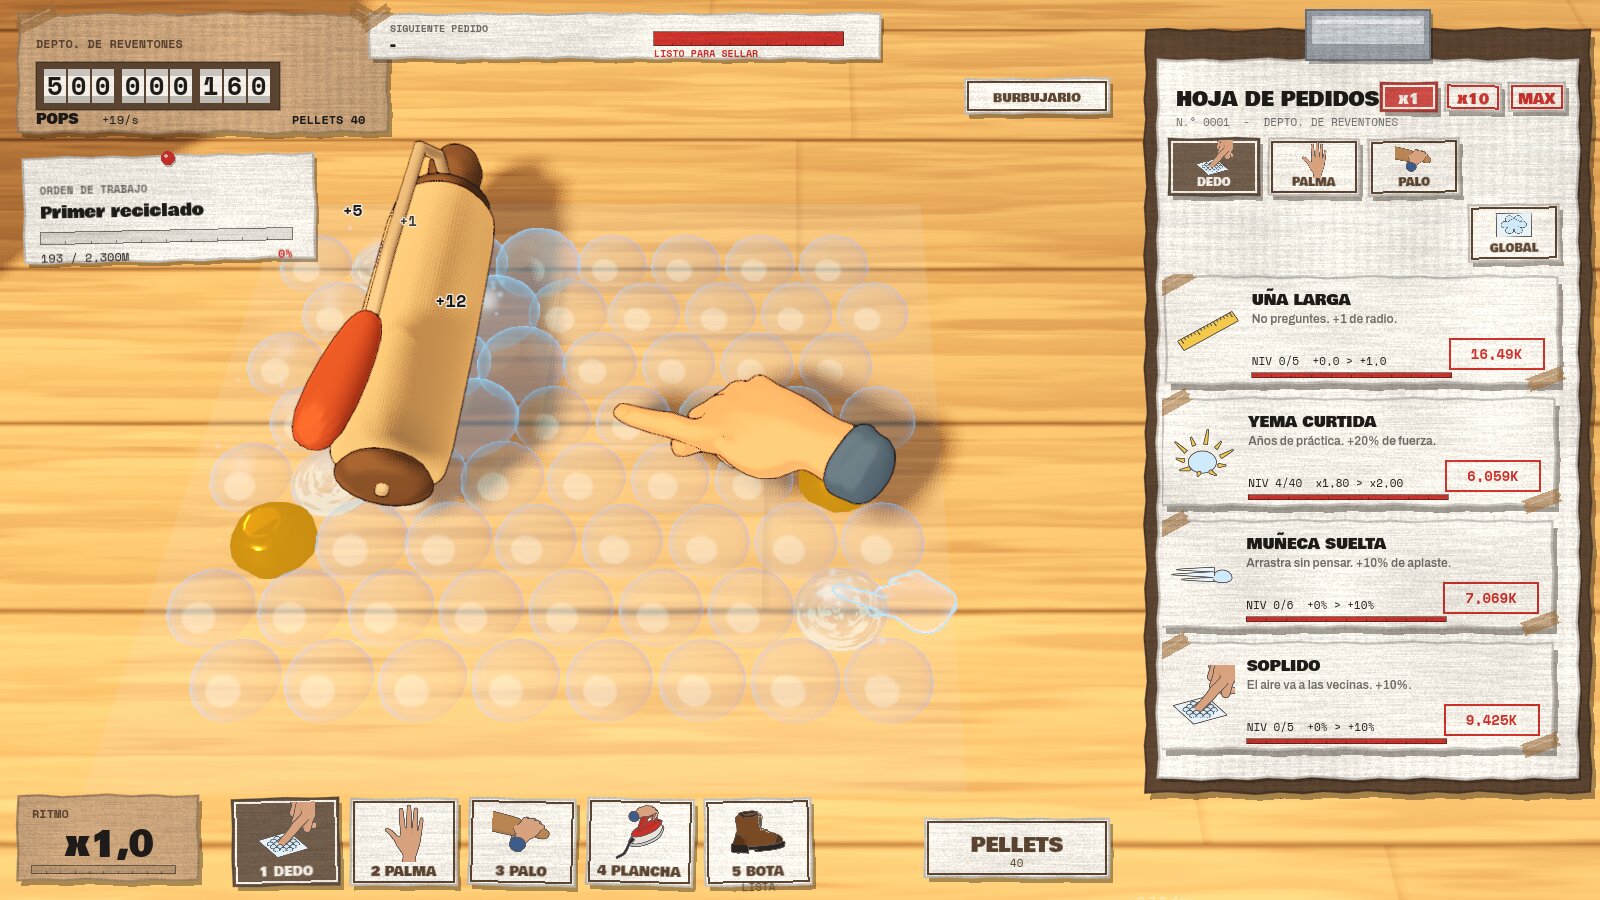 DEPTO. DE REVENTONES
500 000 160
POPS +19/s PELLETS 40
SIGUIENTE PEDIDO
-
LISTO PARA SELLAR
BURBUJARIO
ORDEN DE TRABAJO
Primer reciclado
193 / 2,300M 0%
+5
+1
+12
HOJA DE PEDIDOS x1 x10 MAX
N.° 0001 - DEPTO. DE REVENTONES
DEDO PALMA PALO
GLOBAL
UÑA LARGA
No preguntes. +1 de radio.
NIV 0/5 +0,0 > +1,0 16,49K
YEMA CURTIDA
Años de práctica. +20% de fuerza.
NIV 4/40 x1,80 > x2,00 6,059K
MUÑECA SUELTA
Arrastra sin pensar. +10% de aplaste.
NIV 0/6 +0% > +10% 7,069K
SOPLIDO
El aire va a las vecinas. +10%.
NIV 0/5 +0% > +10% 9,425K
RITMO
x1,0
1 DEDO 2 PALMA 3 PALO 4 PLANCHA 5 BOTA
LISTA
PELLETS
40